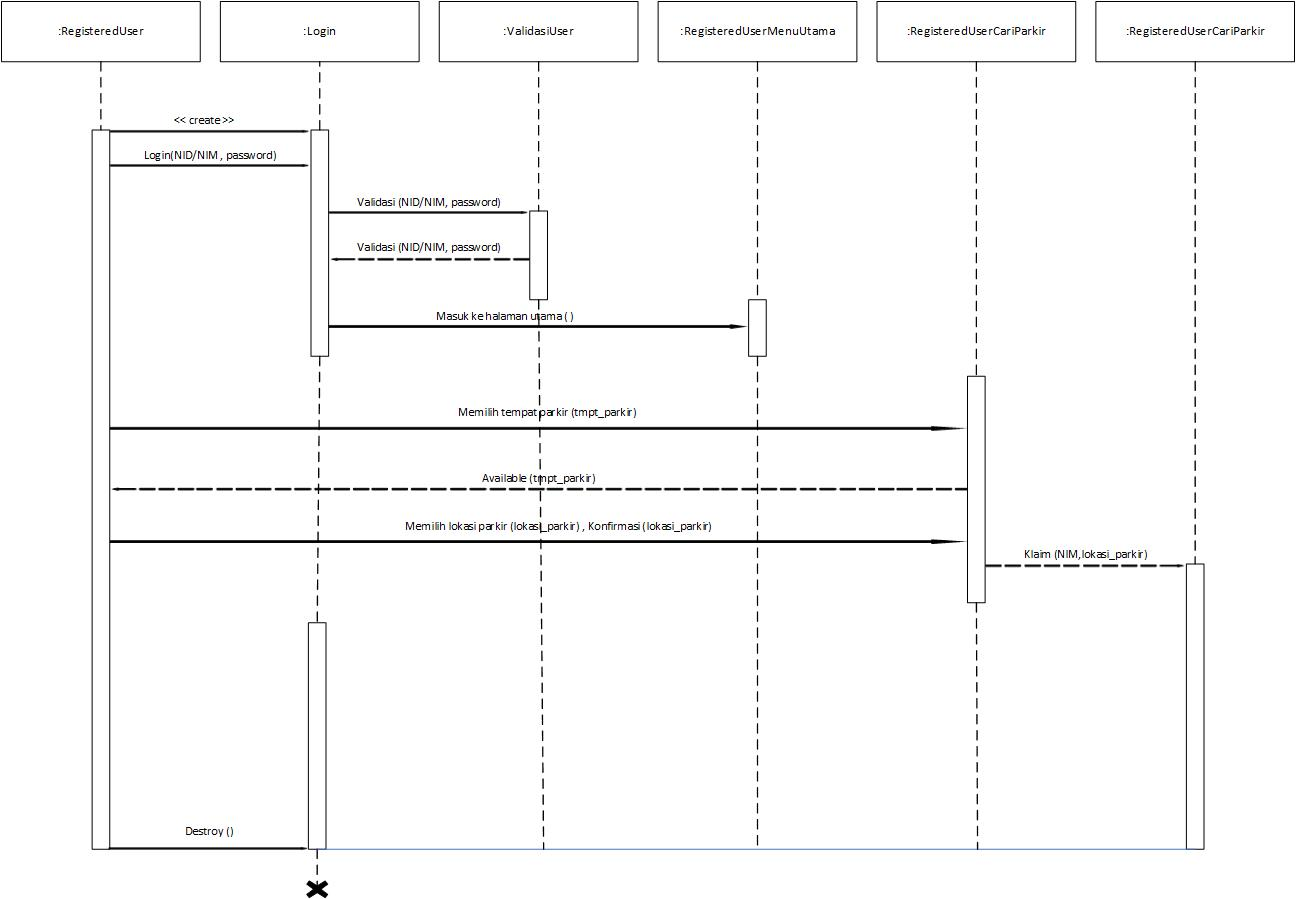 :RegisteredUser
:Login
:ValidasiUser
:RegisteredUserMenuUtama
:RegisteredUserCariParkir
:RegisteredUserCariParkir
<< create >>
Login(NID/NIM , password)
Validasi (NID/NIM, password)
Validasi (NID/NIM, password)
Masuk ke halaman utama ( )
Memilih tempat parkir (tmpt_parkir)
Available (tmpt_parkir)
Memilih lokasi parkir (lokasi_parkir) , Konfirmasi (lokasi_parkir)
Klaim (NIM,lokasi_parkir)
Destroy ()